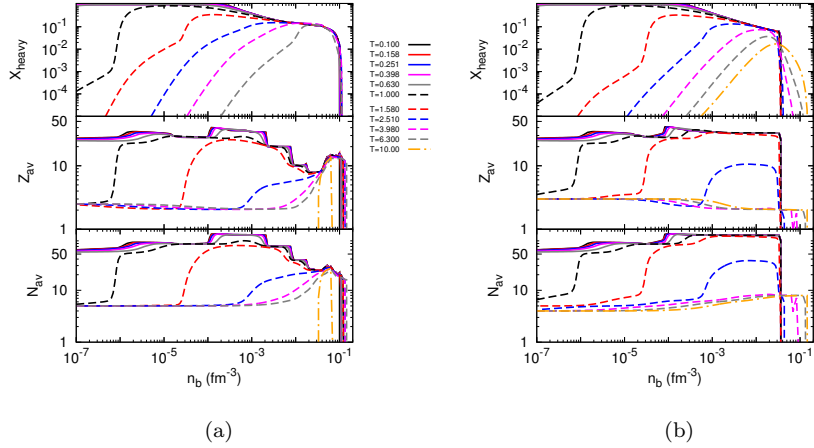 X_heavy
10^-1
10^-2
10^-3
10^-4
Z_av
50
10
1
N_av
50
10
1
10^-7
10^-5
10^-3
10^-1
n_b (fm^-3)
(a)
T=0.100
T=0.158
T=0.251
T=0.398
T=0.630
T=1.000
T=1.580
T=2.510
T=3.980
T=6.300
T=10.00
X_heavy
10^-1
10^-2
10^-3
10^-4
Z_av
50
10
1
N_av
50
10
1
10^-7
10^-5
10^-3
10^-1
n_b (fm^-3)
(b)